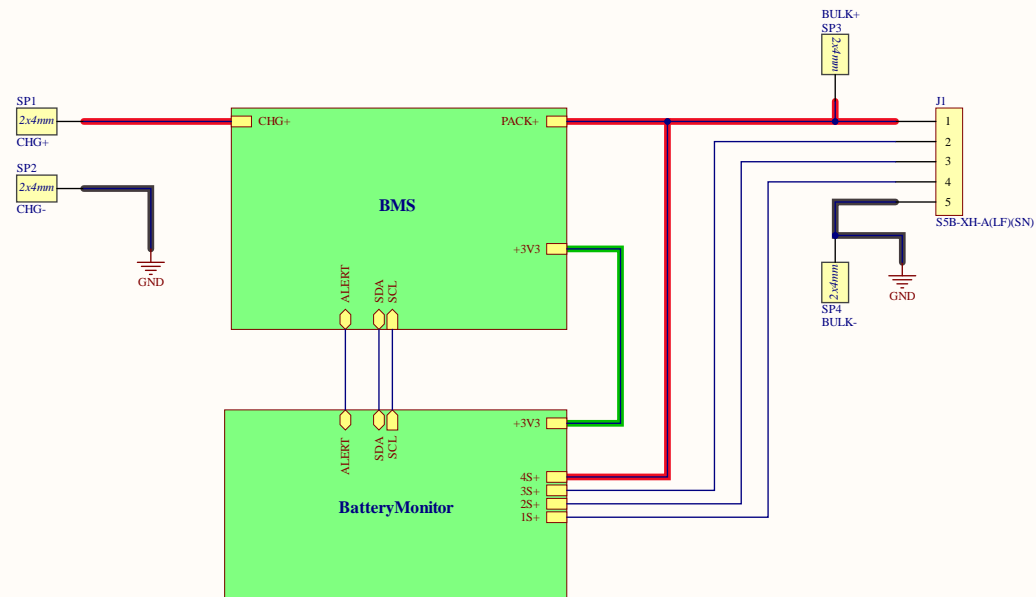 BULK+
SP3
2x4mm
SP1
2x4mm
CHG+
SP2
2x4mm
CHG-
GND
CHG+
PACK+
BMS
+3V3
ALERT
SDA
SCL
J1
1
2
3
4
5
S5B-XH-A(LF)(SN)
2x4mm
SP4
BULK-
GND
ALERT
SDA
SCL
+3V3
4S+
3S+
2S+
1S+
BatteryMonitor